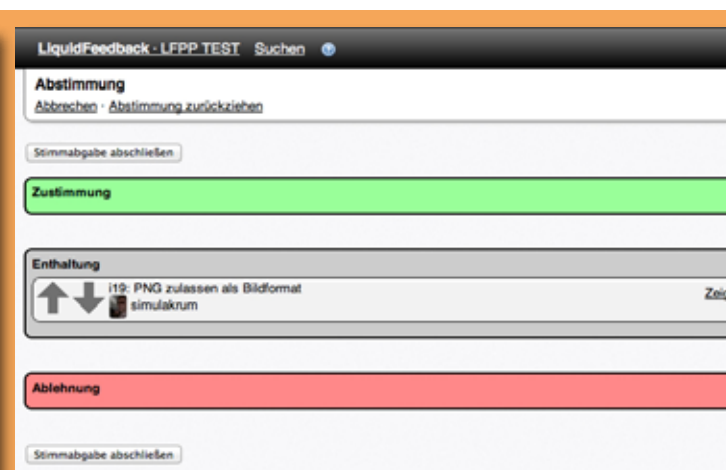 LiquidFeedback · LFPP TEST Suchen ?
Abstimmung
Abbrechen · Abstimmung zurückziehen
Stimmabgabe abschließen
Zustimmung
Enthaltung
i19: PNG zulassen als Bildformat
Zeig
simulakrum
Ablehnung
Stimmabgabe abschließen